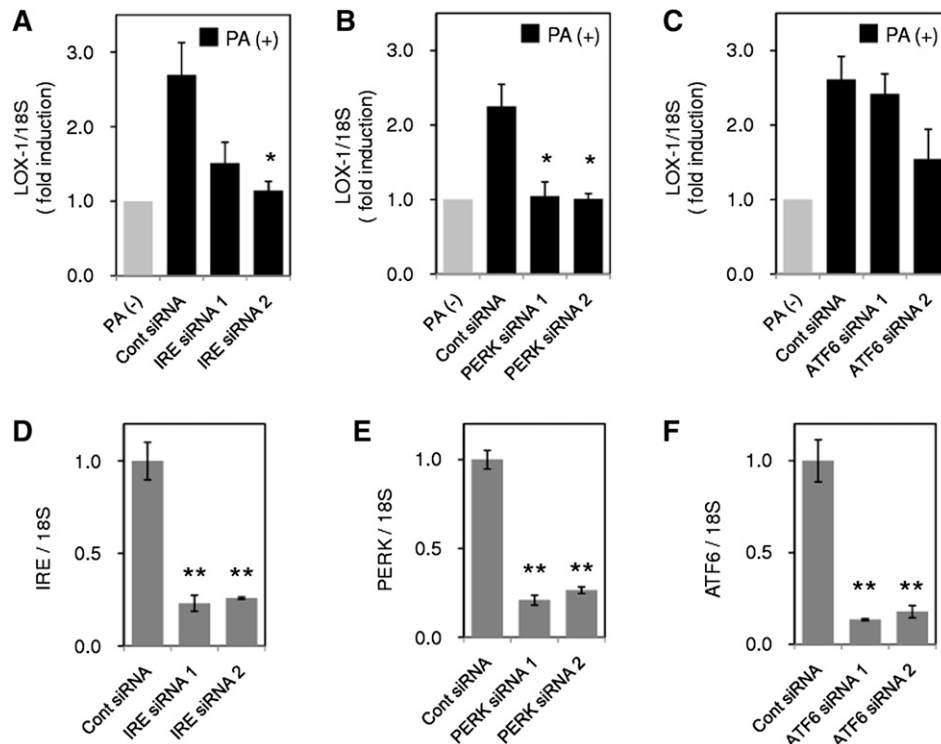 A
PA (+)
LOX-1/18S
( fold induction)
3.0
2.0
1.0
0.0
*
PA (-)
Cont siRNA
IRE siRNA 1
IRE siRNA 2
B
PA (+)
LOX-1/18S
( fold induction)
3.0
2.0
1.0
0.0
*
*
PA (-)
Cont siRNA
PERK siRNA 1
PERK siRNA 2
C
PA (+)
LOX-1/18S
( fold induction)
3.0
2.0
1.0
0.0
PA (-)
Cont siRNA
ATF6 siRNA 1
ATF6 siRNA 2
D
IRE / 18S
1.0
0.5
0.0
**
**
Cont siRNA
IRE siRNA 1
IRE siRNA 2
E
PERK/ 18S
1.0
0.5
0.0
**
**
Cont siRNA
PERK siRNA 1
PERK siRNA 2
F
ATF6 / 18S
1.0
0.5
0.0
**
**
Cont siRNA
ATF6 siRNA 1
ATF6 siRNA 2